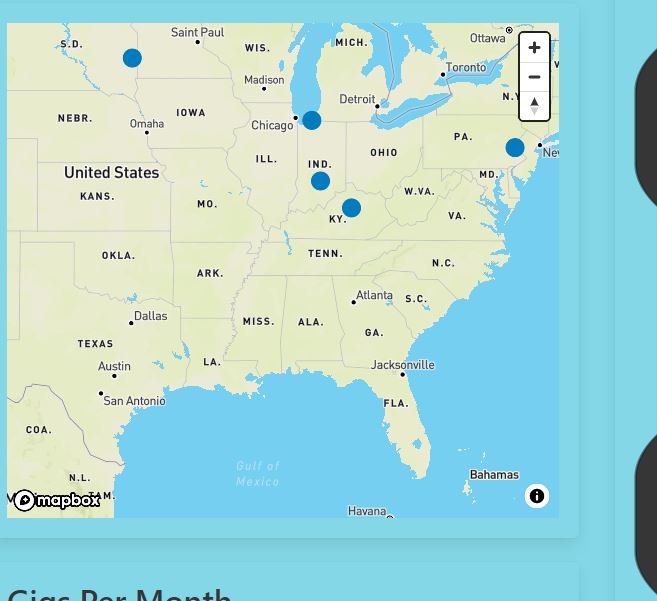 Saint Paul
Ottawa
S.D.
WIS.
MICH.
Toronto
Madison
Detroit
N.Y.
NEBR.
IOWA
Omaha
Chicago
PA.
ILL.
IND.
OHIO
United States
MD.
KANS.
MO.
W.VA.
KY.
VA.
OKLA.
TENN.
N.C.
ARK.
Atlanta
S.C.
Dallas
MISS.
ALA.
GA.
TEXAS
LA.
Jacksonville
Austin
San Antonio
FLA.
COA.
Gulf of
Mexico
Bahamas
N.L.
mapbox
Havana
Gigs Per Month